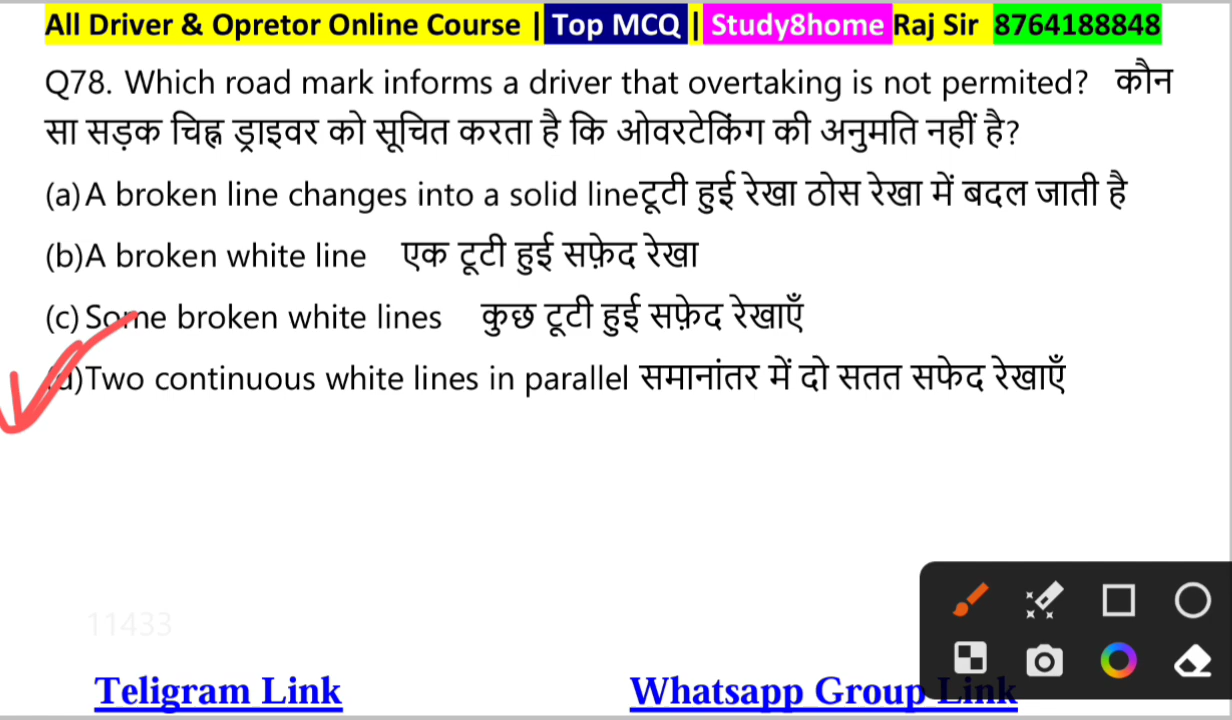 All Driver & Opretor Online Course | Top MCQ | Study8home Raj Sir 8764188848
Q78. Which road mark informs a driver that overtaking is not permited? कौन
सा सड़क चिह्न ड्राइवर को सूचित करता है कि ओवरटेकिंग की अनुमति नहीं है?
(a) A broken line changes into a solid lineटूटी हुई रेखा ठोस रेखा में बदल जाती है
(b) A broken white line एक टूटी हुई सफ़ेद रेखा
(c) Some broken white lines कुछ टूटी हुई सफ़ेद रेखाएँ
(d) Two continuous white lines in parallel समानांतर में दो सतत सफेद रेखाएँ
11433
Teligram Link
Whatsapp Group Link